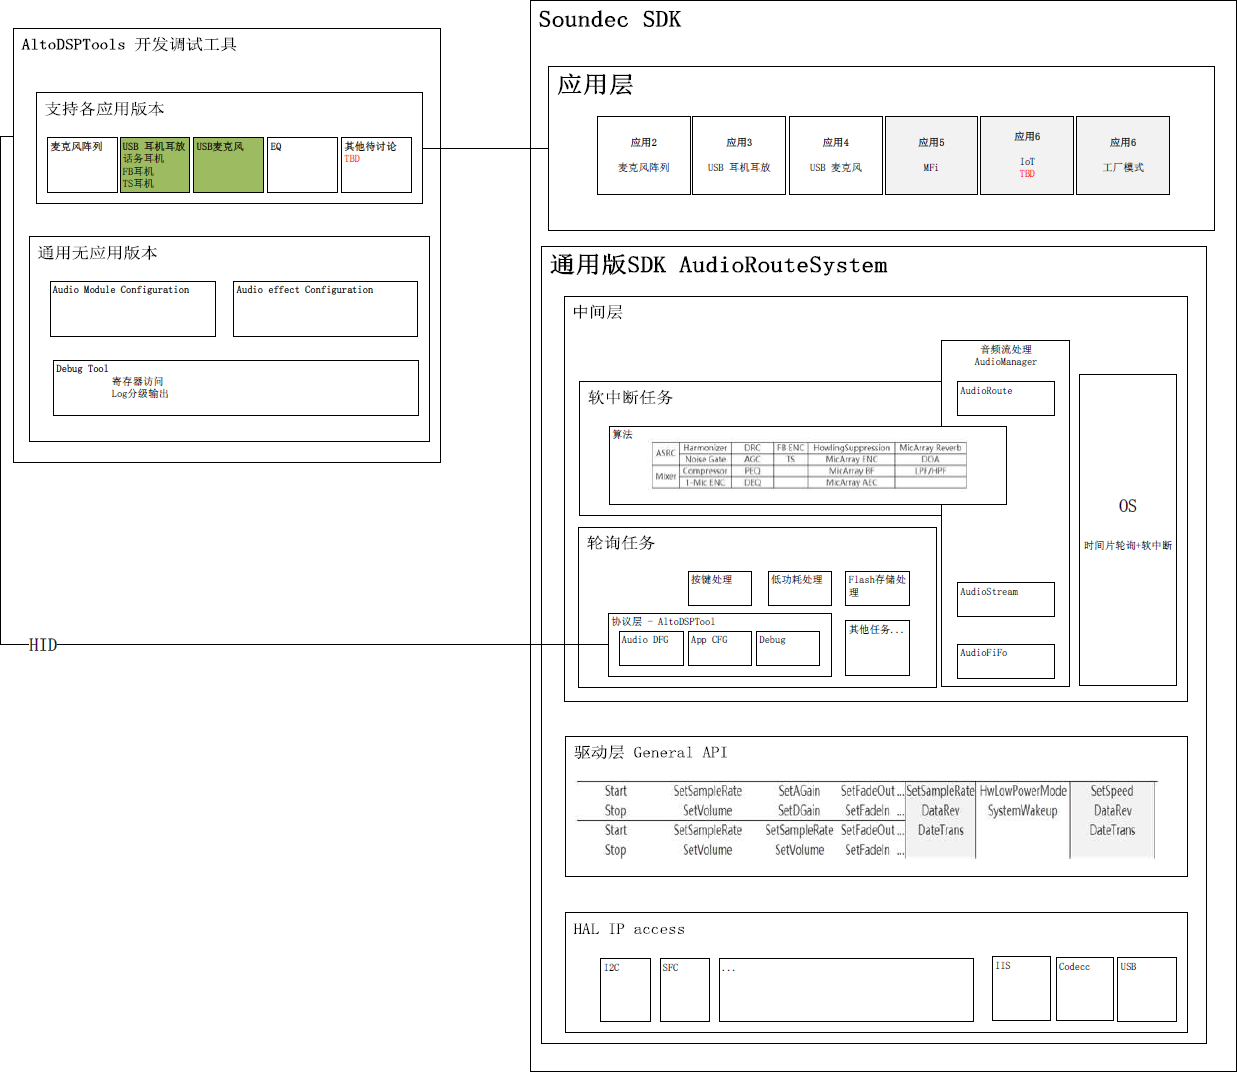 AltoDSPTools 开发调试工具
支持各应用版本
麦克风阵列
USB 耳机耳放
话务耳机
FB耳机
TS耳机
USB麦克风
EQ
其他待讨论
TBD
通用无应用版本
Audio Module Configuration
Audio effect Configuration
Debug Tool
寄存器访问
Log分级输出
HID
Soundec SDK
应用层
应用2
麦克风阵列
应用3
USB 耳机耳放
应用4
USB 麦克风
应用5
MFi
应用6
IoT
TBD
应用6
工厂模式
通用版SDK AudioRouteSystem
中间层
软中断任务
算法
ASRC Harmonizer DRC FB ENC HowlingSuppression MicArray Reverb
Noise Gate AGC TS MicArray ENC DOA
Mixer Compressor PEQ MicArray BF LPF/HPF
1-Mic ENC DEQ MicArray AEC
音频流处理
AudioManager
AudioRoute
AudioStream
AudioFiFo
OS
时间片轮询+软中断
轮询任务
按键处理
低功耗处理
Flash存储处
理
协议层 - AltoDSPTool
Audio DFG
App CFG
Debug
其他任务...
驱动层 General API
Start SetSampleRate SetAGain SetFadeOut ... SetSampleRate HwLowPowerMode SetSpeed
Stop SetVolume SetDGain SetFadeIn ... DataRev SystemWakeup DataRev
Start SetSampleRate SetSampleRate SetFadeOut ... DateTrans DateTrans
Stop SetVolume SetVolume SetFadeIn ...
HAL IP access
I2C
SFC
...
IIS
Codecc
USB